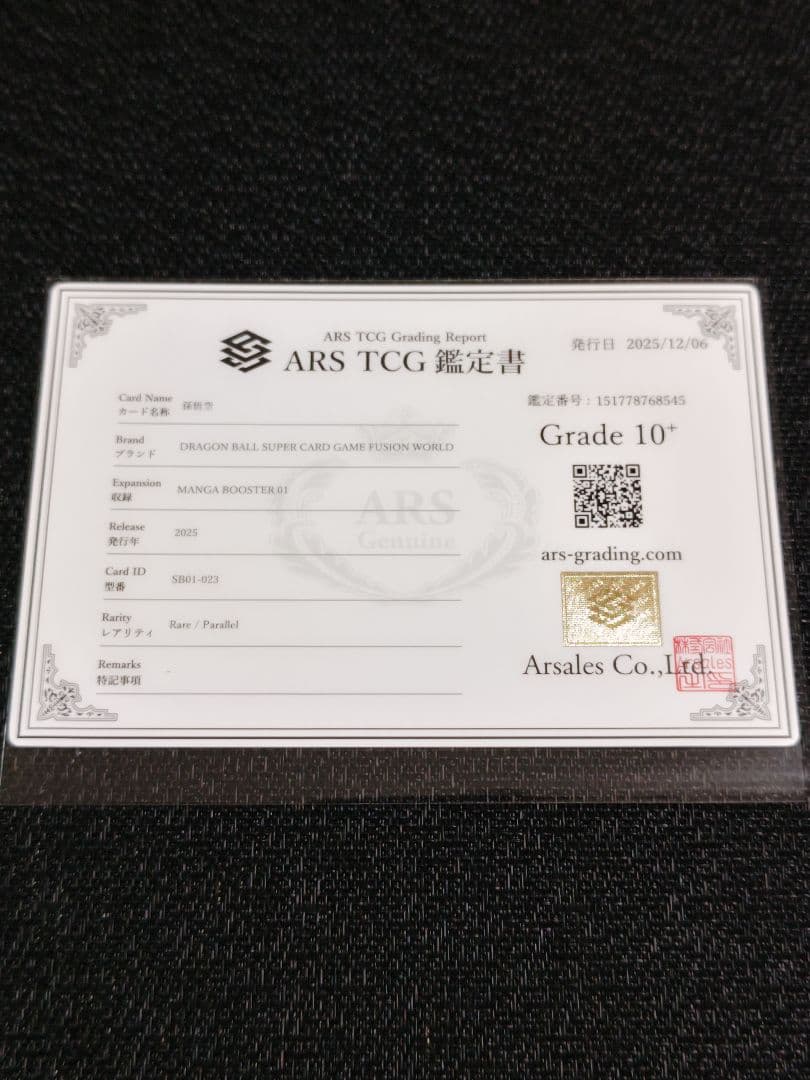 ARS TCG Grading Report
ARS TCG 鑑定書
発行日 2025/12/06
Card Name
カード名称
孫悟空
Brand
ブランド
DRAGON BALL SUPER CARD GAME FUSION WORLD
Expansion
収録
MANGA BOOSTER 01
Release
発行年
2025
Card ID
型番
SB01-023
Rarity
レアリティ
Rare / Parallel
Remarks
特記事項
-
鑑定番号：151778768545
Grade 10+
ars-grading.com
Arsales Co.,Ltd.
ARS
Genuine